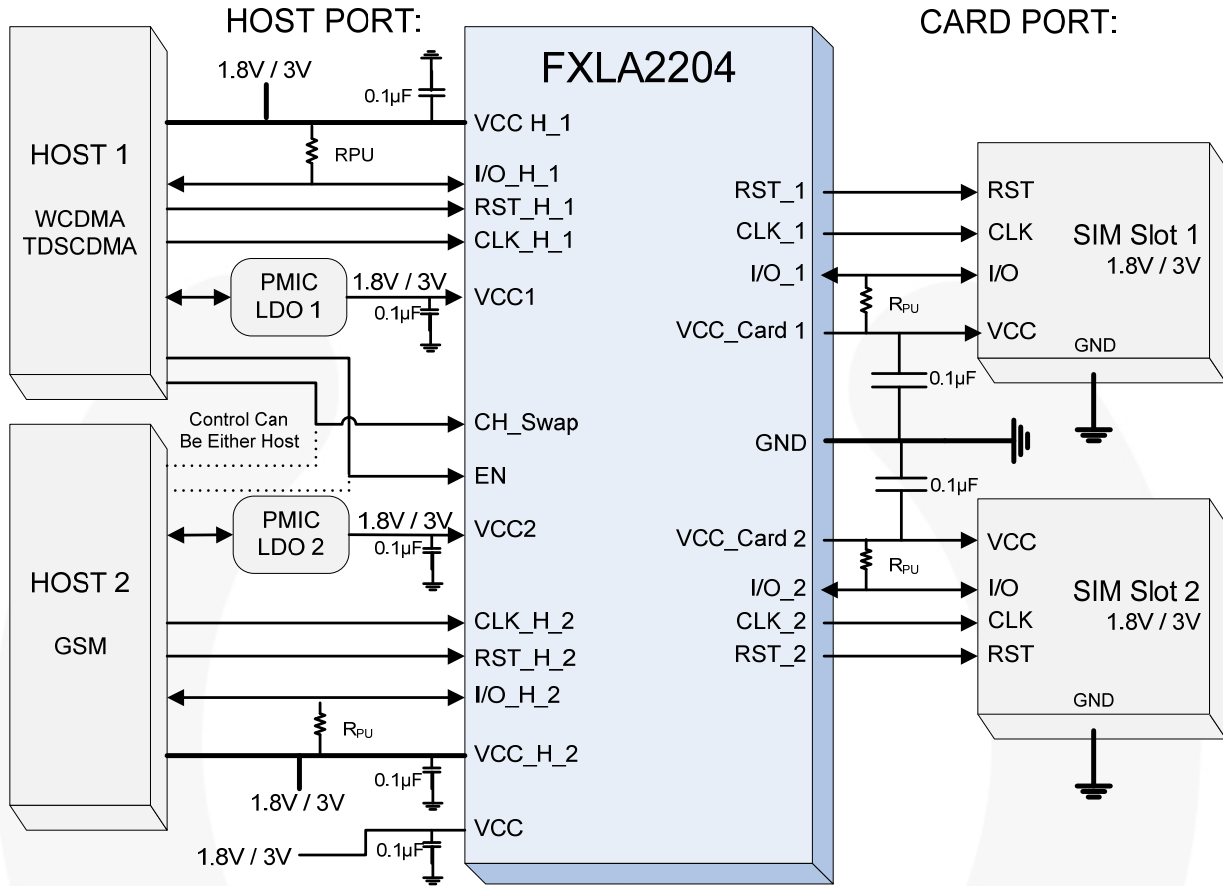 HOST PORT:
CARD PORT:
HOST 1
WCDMA
TDSCDMA
1.8V / 3V
0.1µF
RPU
PMIC
LDO 1
1.8V / 3V
0.1µF
Control Can
Be Either Host
HOST 2
GSM
PMIC
LDO 2
1.8V / 3V
0.1µF
RPU
0.1µF
1.8V / 3V
1.8V / 3V
0.1µF
FXLA2204
VCC H_1
I/O_H_1
RST_H_1
CLK_H_1
VCC1
CH_Swap
EN
VCC2
CLK_H_2
RST_H_2
I/O_H_2
VCC_H_2
VCC
RST_1
CLK_1
I/O_1
VCC_Card 1
GND
VCC_Card 2
I/O_2
CLK_2
RST_2
RPU
0.1µF
0.1µF
RPU
RST
CLK
I/O
VCC
SIM Slot 1
1.8V / 3V
GND
VCC
I/O
CLK
RST
SIM Slot 2
1.8V / 3V
GND